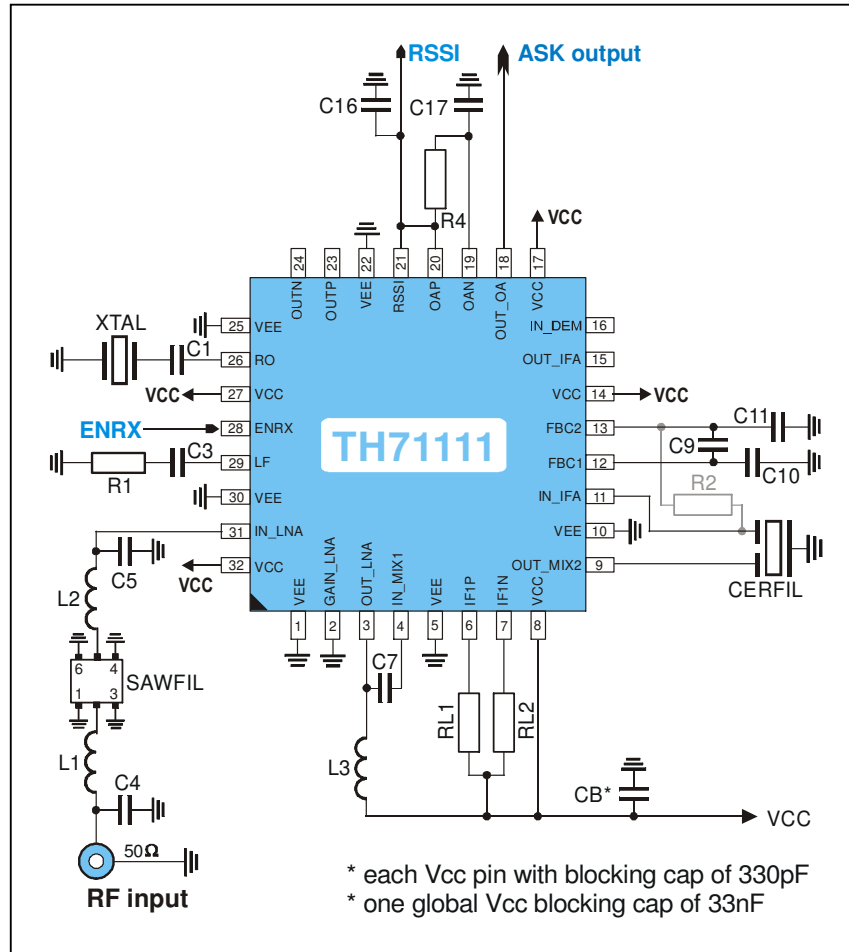 RSSI ASK output
C16 C17
R4
VCC
24 23 22 21 20 19 18 17
OUTN OUTP VEE RSSI OAP OAN OUT_OA VCC
XTAL
C1
25 VEE
26 RO
VCC 27 VCC
ENRX 28 ENRX
R1 C3 29 LF
30 VEE
31 IN_LNA
VCC 32 VCC
IN_DEM 16
OUT_IFA 15
VCC 14 VCC
FBC2 13 C11
C9
FBC1 12 C10
IN_IFA 11 R2
VEE 10
OUT_MIX2 9
CERFIL
TH71111
VEE GAIN_LNA OUT_LNA IN_MIX1 VEE IF1P IF1N VCC
1 2 3 4 5 6 7 8
C5
L2
6 4
1 3
SAWFIL
L1
C4
50Ω
RF input
C7
L3
RL1 RL2
CB*
VCC
* each Vcc pin with blocking cap of 330pF
* one global Vcc blocking cap of 33nF